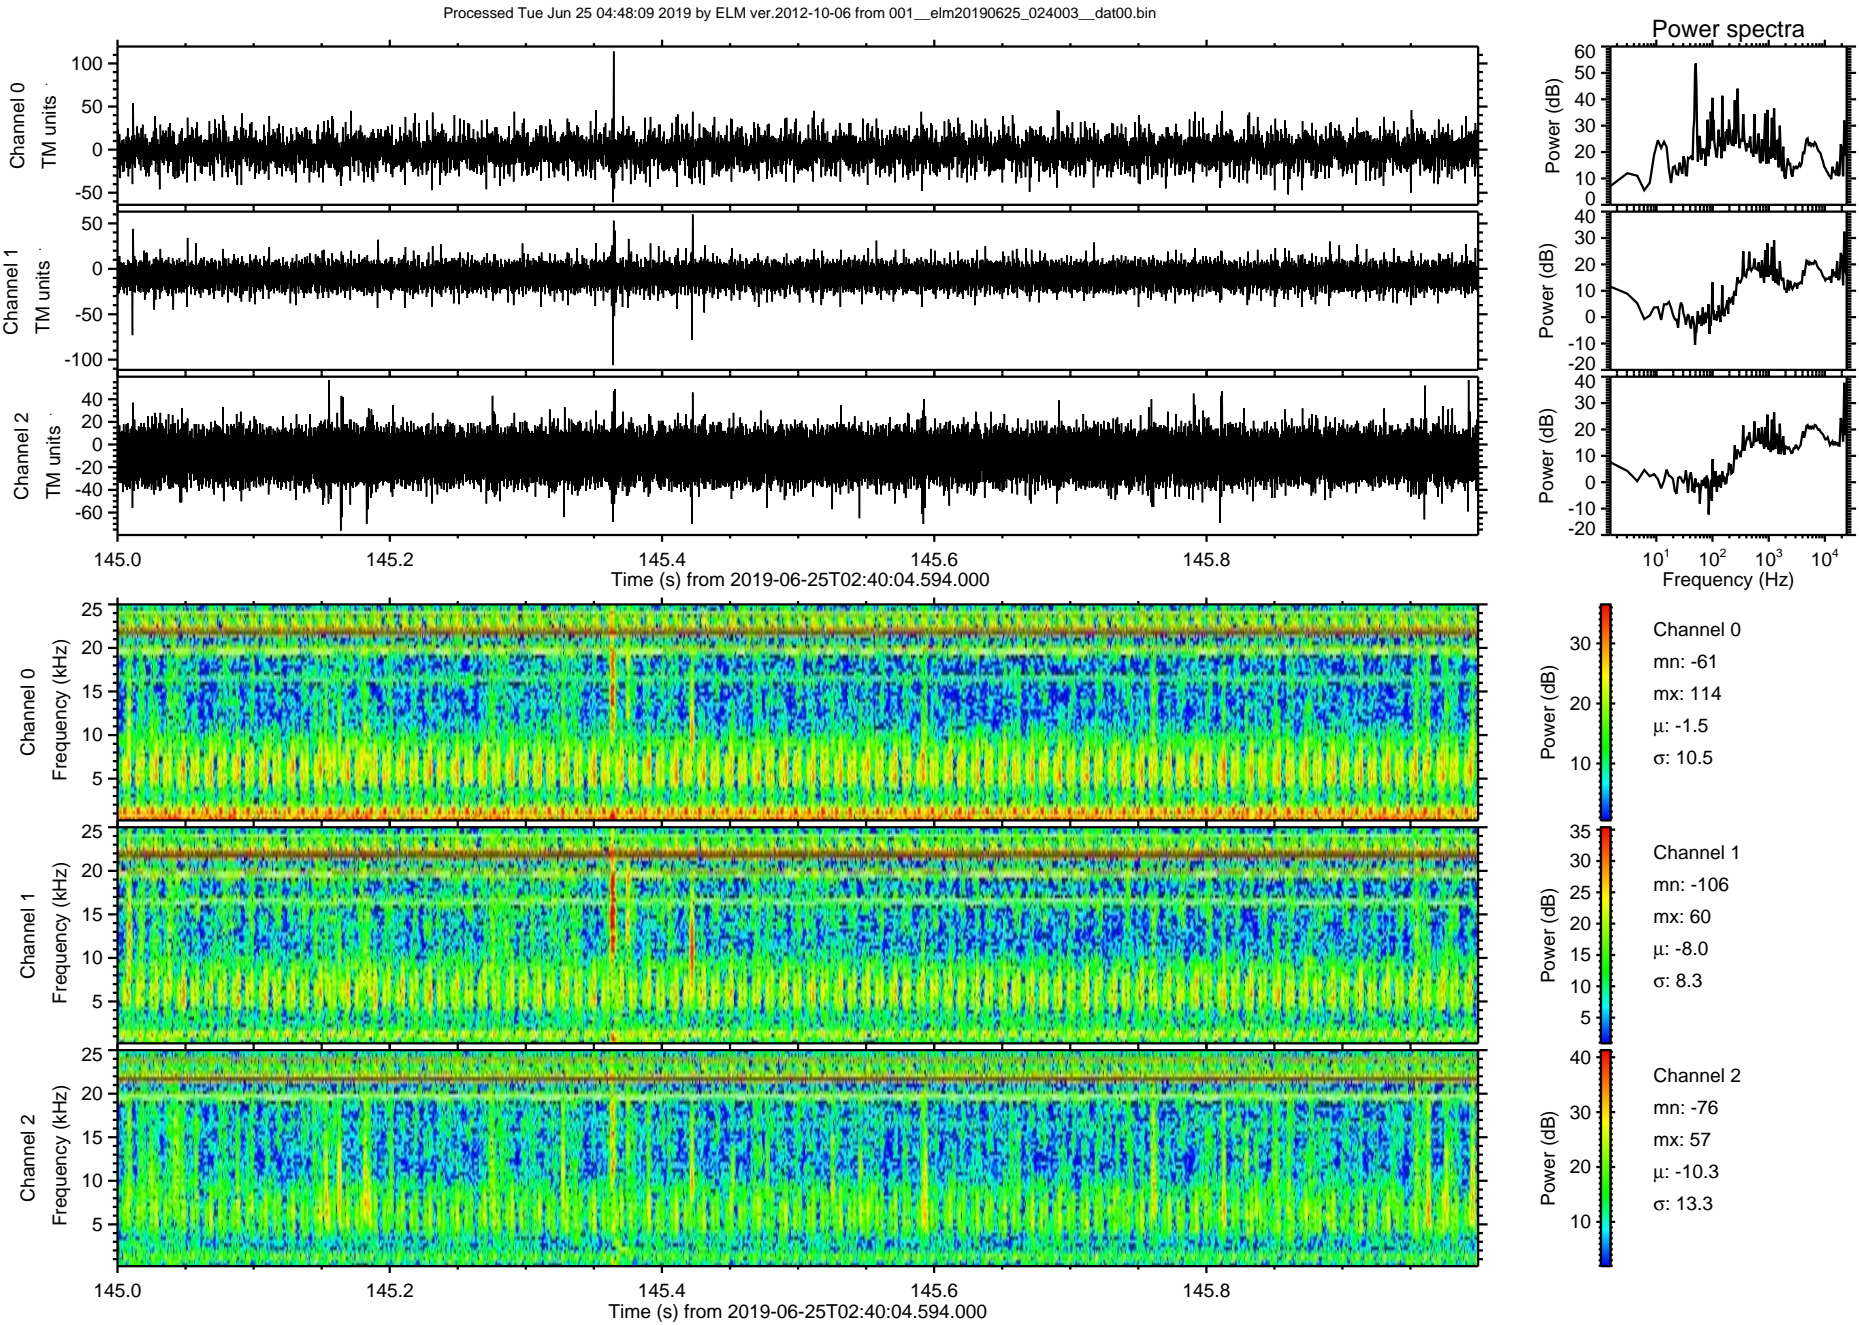 Processed Tue Jun 25 04:48:09 2019 by ELM ver.2012-10-06 from 001__elm20190625_024003__dat00.bin
Power spectra
Channel 0
TM units
100
50
0
-50
Power (dB)
60
50
40
30
20
10
0
Channel 1
TM units
50
0
-50
-100
Power (dB)
40
30
20
10
0
-10
-20
Channel 2
TM units
40
20
0
-20
-40
-60
Power (dB)
40
30
20
10
0
-10
-20
145.0 145.2 145.4 145.6 145.8
Time (s) from 2019-06-25T02:40:04.594.000
10¹ 10² 10³ 10⁴
Frequency (Hz)
Channel 0
Frequency (kHz)
25
20
15
10
5
Power (dB)
30
20
10
Channel 0
mn: -61
mx: 114
µ: -1.5
σ: 10.5
Channel 1
Frequency (kHz)
25
20
15
10
5
Power (dB)
35
30
25
20
15
10
5
Channel 1
mn: -106
mx: 60
µ: -8.0
σ: 8.3
Channel 2
Frequency (kHz)
25
20
15
10
5
Power (dB)
40
30
20
10
Channel 2
mn: -76
mx: 57
µ: -10.3
σ: 13.3
145.0 145.2 145.4 145.6 145.8
Time (s) from 2019-06-25T02:40:04.594.000